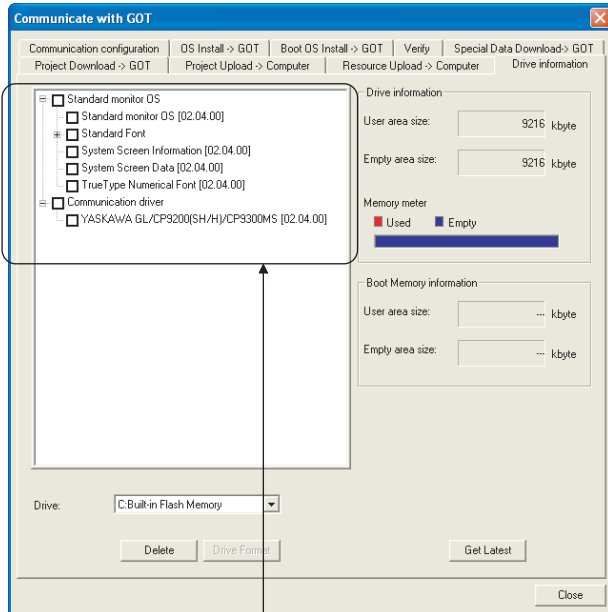 Communicate with GOT
Communication configuration | OS Install -> GOT | Boot OS Install -> GOT | Verify | Special Data Download-> GOT
Project Download -> GOT | Project Upload -> Computer | Resource Upload -> Computer | Drive information
Standard monitor OS
Standard monitor OS [02.04.00]
Standard Font
System Screen Information [02.04.00]
System Screen Data [02.04.00]
TrueType Numerical Font [02.04.00]
Communication driver
YASKAWA GL/CP9200(SH/H)/CP9300MS [02.04.00]
Drive information
User area size: 9216 kbyte
Empty area size: 9216 kbyte
Memory meter
Used Empty
Boot Memory information
User area size: --- kbyte
Empty area size: --- kbyte
Drive: C:Built-in Flash Memory
Delete Drive Format Get Latest
Close